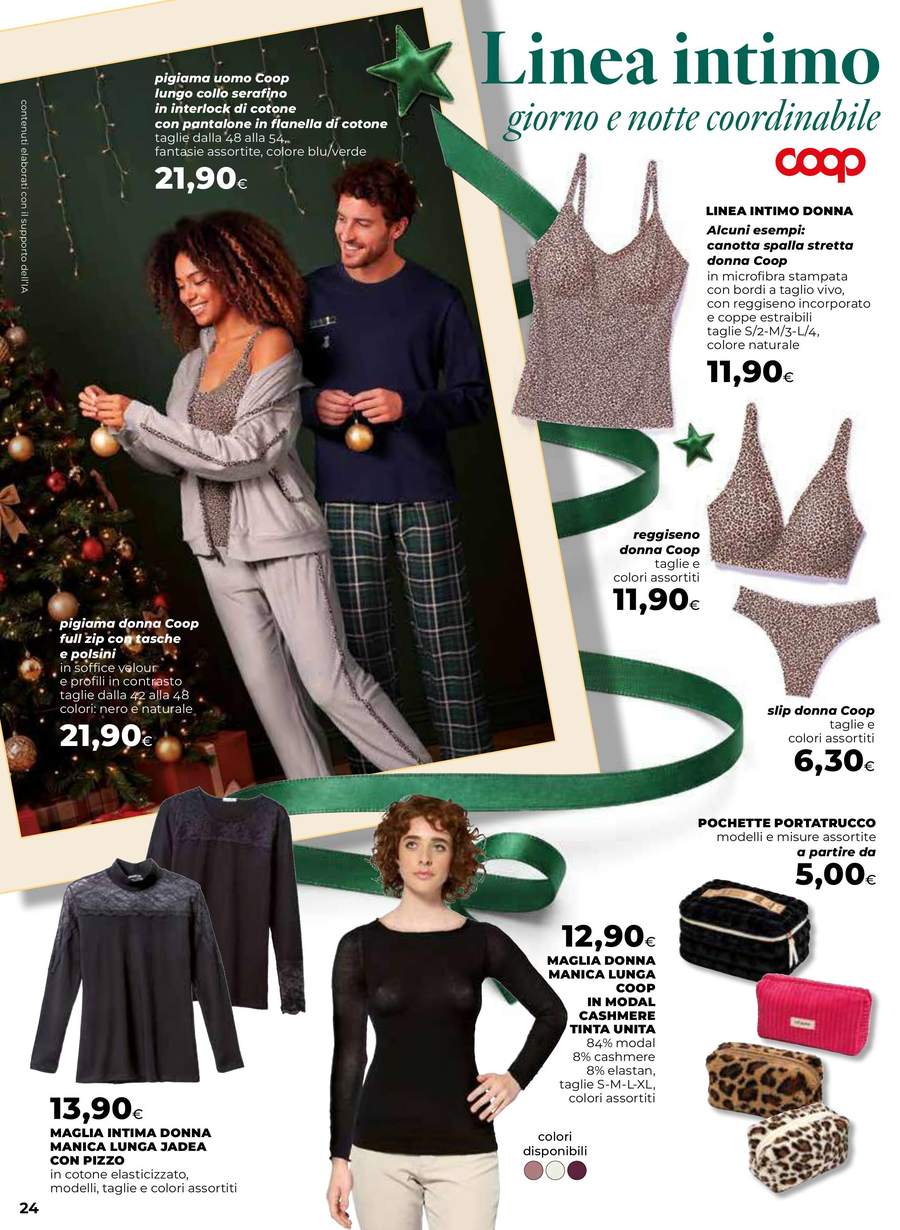 Linea intimo
giorno e notte coordinabile
coop
pigiama uomo Coop
lungo collo serafino
in interlock di cotone
con pantalone in flanella di cotone
taglie dalla 48 alla 54,
fantasie assortite, colore blu/verde
21,90€
contenuti elaborati con il supporto dell'IA
LINEA INTIMO DONNA
Alcuni esempi:
canotta spalla stretta
donna Coop
in microfibra stampata
con bordi a taglio vivo,
con reggiseno incorporato
e coppe estraibili
taglie S/2-M/3-L/4,
colore naturale
11,90€
reggiseno
donna Coop
taglie e
colori assortiti
11,90€
pigiama donna Coop
full zip con tasche
e polsini
in soffice velour
e profili in contrasto
taglie dalla 42 alla 48
colori: nero e naturale
21,90€
slip donna Coop
taglie e
colori assortiti
6,30€
POCHETTE PORTATRUCCO
modelli e misure assortite
a partire da
5,00€
12,90€
MAGLIA DONNA
MANICA LUNGA
COOP
IN MODAL
CASHMERE
TINTA UNITA
84% modal
8% cashmere
8% elastan,
taglie S-M-L-XL,
colori assortiti
colori
disponibili
13,90€
MAGLIA INTIMA DONNA
MANICA LUNGA JADEA
CON PIZZO
in cotone elasticizzato,
modelli, taglie e colori assortiti
24